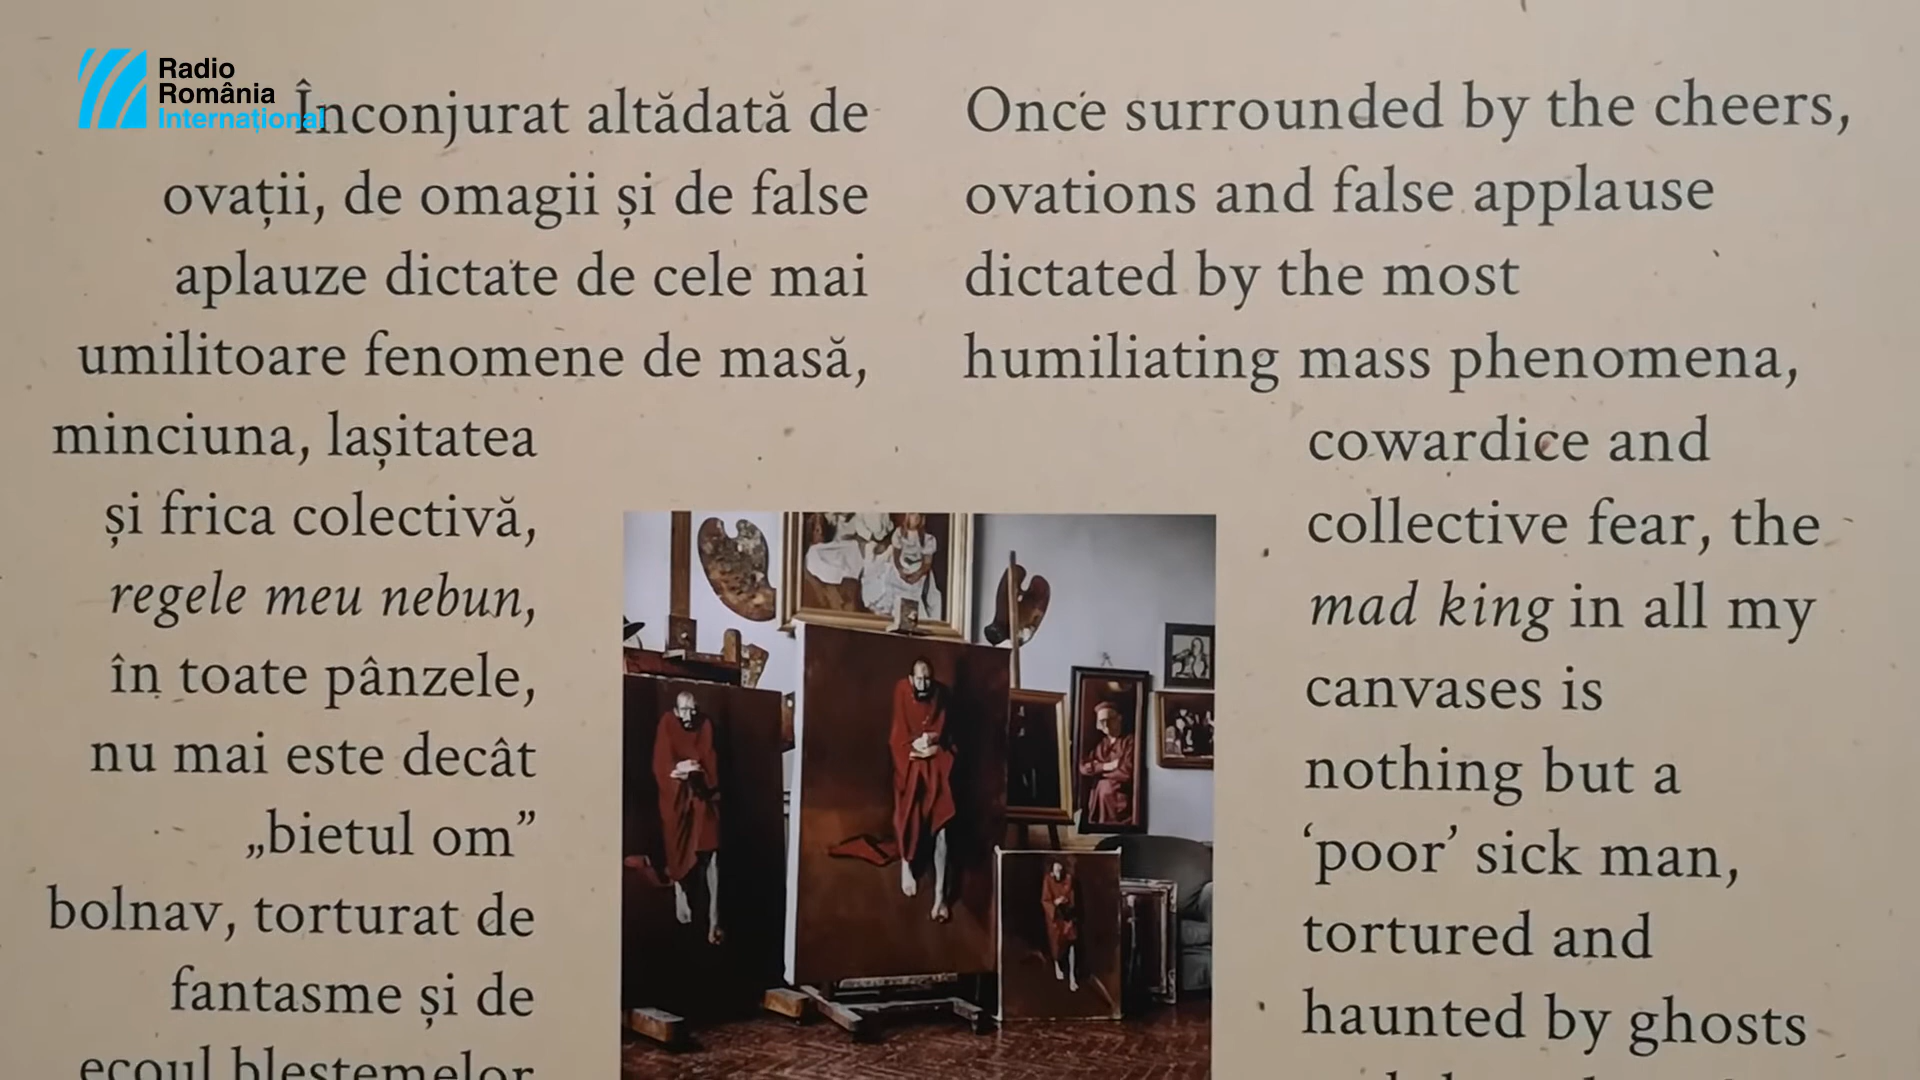 Radio
România
Internațional
Înconjurat altădată de
ovații, de omagii și de false
aplauze dictate de cele mai
umilitoare fenomene de masă,
minciuna, lașitatea
și frica colectivă,
regele meu nebun,
în toate pânzele,
nu mai este decât
„bietul om”
bolnav, torturat de
fantasme și de
ecoul blestemelor
Once surrounded by the cheers,
ovations and false applause
dictated by the most
humiliating mass phenomena,
cowardice and
collective fear, the
mad king in all my
canvases is
nothing but a
‘poor’ sick man,
tortured and
haunted by ghosts